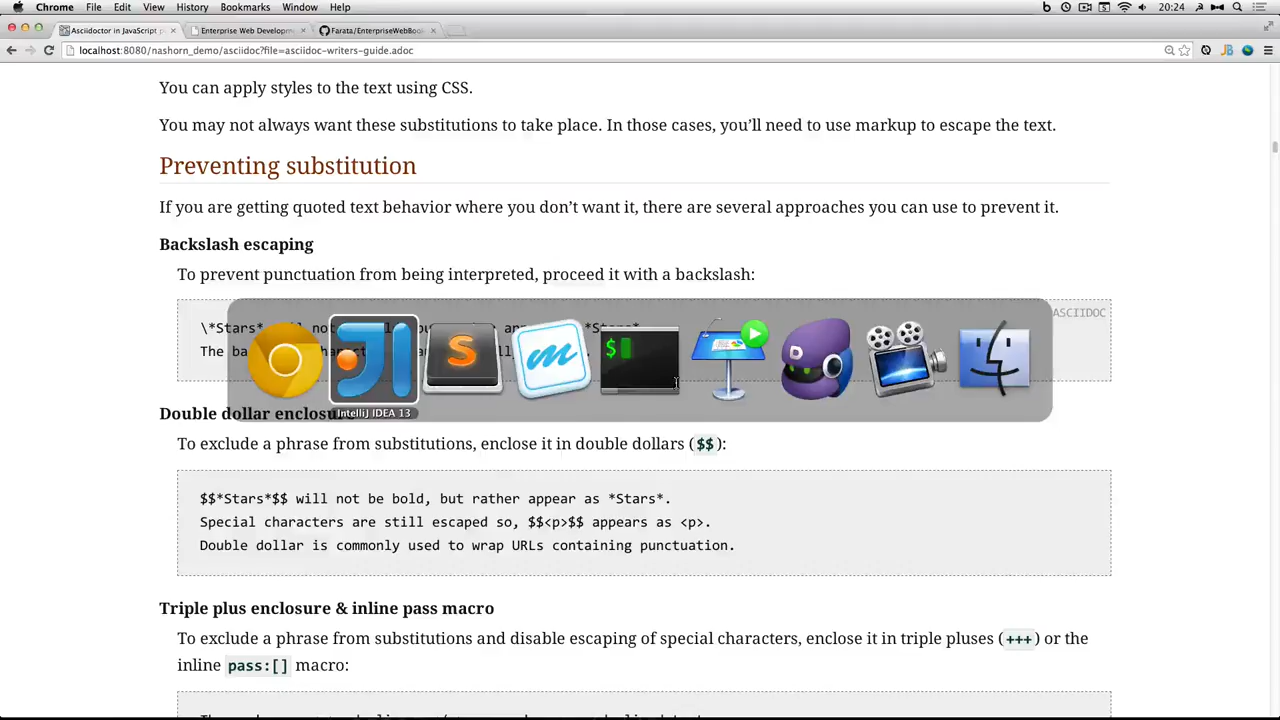 Chrome File Edit View History Bookmarks Window Help 20:24
Asciidoctor in JavaScript Enterprise Web Develop Farata/EnterpriseWebBoo
localhost:8080/nashorn_demo/asciidoc?file=asciidoc-writers-guide.adoc
You can apply styles to the text using CSS.
You may not always want these substitutions to take place. In those cases, you’ll need to use markup to escape the text.
Preventing substitution
If you are getting quoted text behavior where you don’t want it, there are several approaches you can use to prevent it.
Backslash escaping
To prevent punctuation from being interpreted, proceed it with a backslash:
ASCIIDOC
\*Stars*
The
$
IntelliJ IDEA 13
Double dollar
To exclude a phrase from substitutions, enclose it in double dollars ($$):
$$*Stars*$$ will not be bold, but rather appear as *Stars*.
Special characters are still escaped so, $$<p>$$ appears as <p>.
Double dollar is commonly used to wrap URLs containing punctuation.
Triple plus enclosure & inline pass macro
To exclude a phrase from substitutions and disable escaping of special characters, enclose it in triple pluses (+++) or the
inline pass:[] macro: